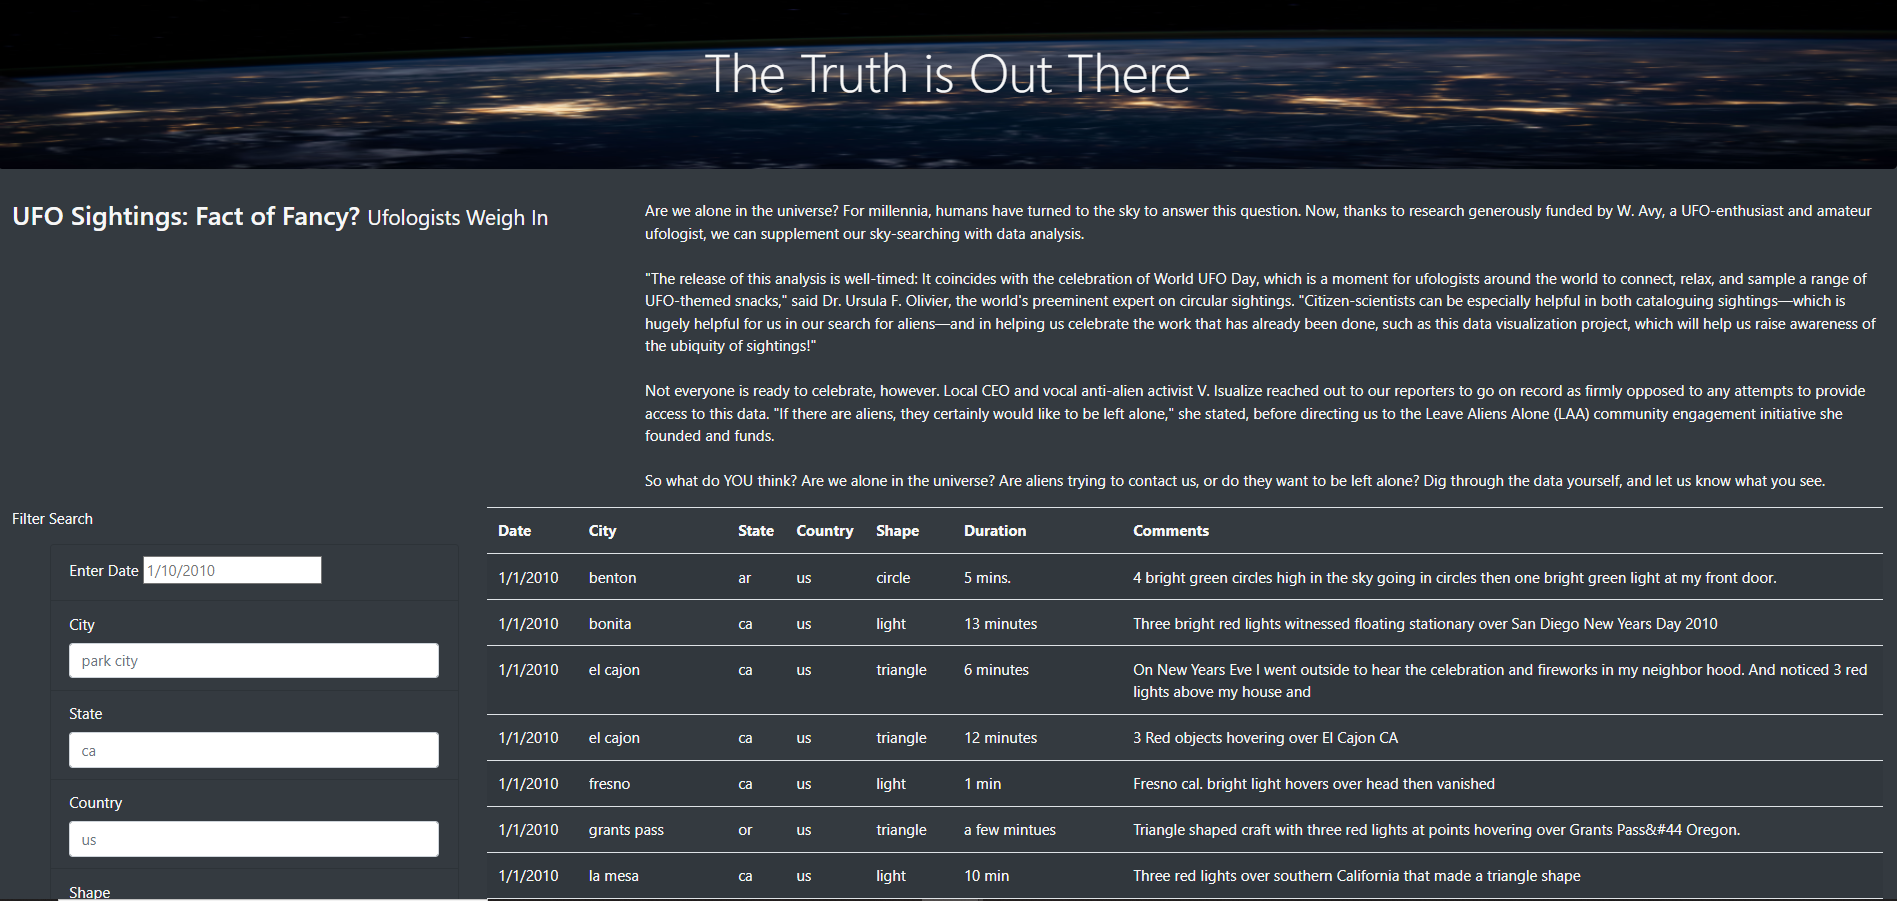 The Truth is Out There
UFO Sightings: Fact of Fancy? Ufologists Weigh In
Are we alone in the universe? For millennia, humans have turned to the sky to answer this question. Now, thanks to research generously funded by W. Avy, a UFO-enthusiast and amateur
ufologist, we can supplement our sky-searching with data analysis.
"The release of this analysis is well-timed: It coincides with the celebration of World UFO Day, which is a moment for ufologists around the world to connect, relax, and sample a range of
UFO-themed snacks," said Dr. Ursula F. Olivier, the world's preeminent expert on circular sightings. "Citizen-scientists can be especially helpful in both cataloguing sightings—which is
hugely helpful for us in our search for aliens—and in helping us celebrate the work that has already been done, such as this data visualization project, which will help us raise awareness of
the ubiquity of sightings!"
Not everyone is ready to celebrate, however. Local CEO and vocal anti-alien activist V. Isualize reached out to our reporters to go on record as firmly opposed to any attempts to provide
access to this data. "If there are aliens, they certainly would like to be left alone," she stated, before directing us to the Leave Aliens Alone (LAA) community engagement initiative she
founded and funds.
So what do YOU think? Are we alone in the universe? Are aliens trying to contact us, or do they want to be left alone? Dig through the data yourself, and let us know what you see.
Filter Search
Enter Date 1/10/2010
City
park city
State
ca
Country
us
Shape
Date City State Country Shape Duration Comments
1/1/2010 benton ar us circle 5 mins. 4 bright green circles high in the sky going in circles then one bright green light at my front door.
1/1/2010 bonita ca us light 13 minutes Three bright red lights witnessed floating stationary over San Diego New Years Day 2010
1/1/2010 el cajon ca us triangle 6 minutes On New Years Eve I went outside to hear the celebration and fireworks in my neighbor hood. And noticed 3 red
lights above my house and
1/1/2010 el cajon ca us triangle 12 minutes 3 Red objects hovering over El Cajon CA
1/1/2010 fresno ca us light 1 min Fresno cal. bright light hovers over head then vanished
1/1/2010 grants pass or us triangle a few mintues Triangle shaped craft with three red lights at points hovering over Grants Pass&#44 Oregon.
1/1/2010 la mesa ca us light 10 min Three red lights over southern California that made a triangle shape